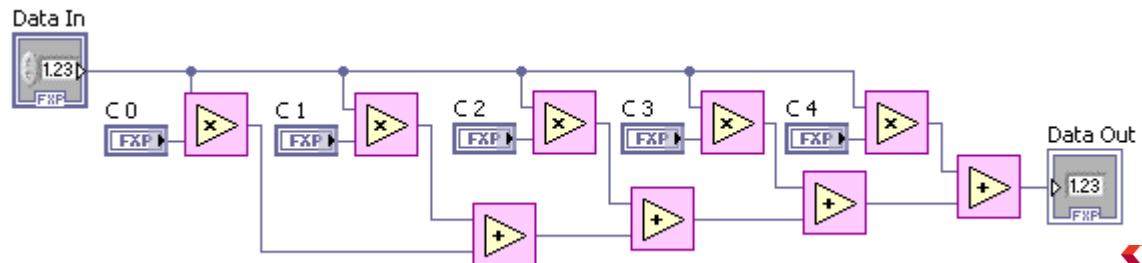 Data In
1.23
FXP
C 0
FXP
×
C 1
FXP
×
C 2
FXP
×
C 3
FXP
×
C 4
FXP
×
Data Out
1.23
FXP
+
+
+
+